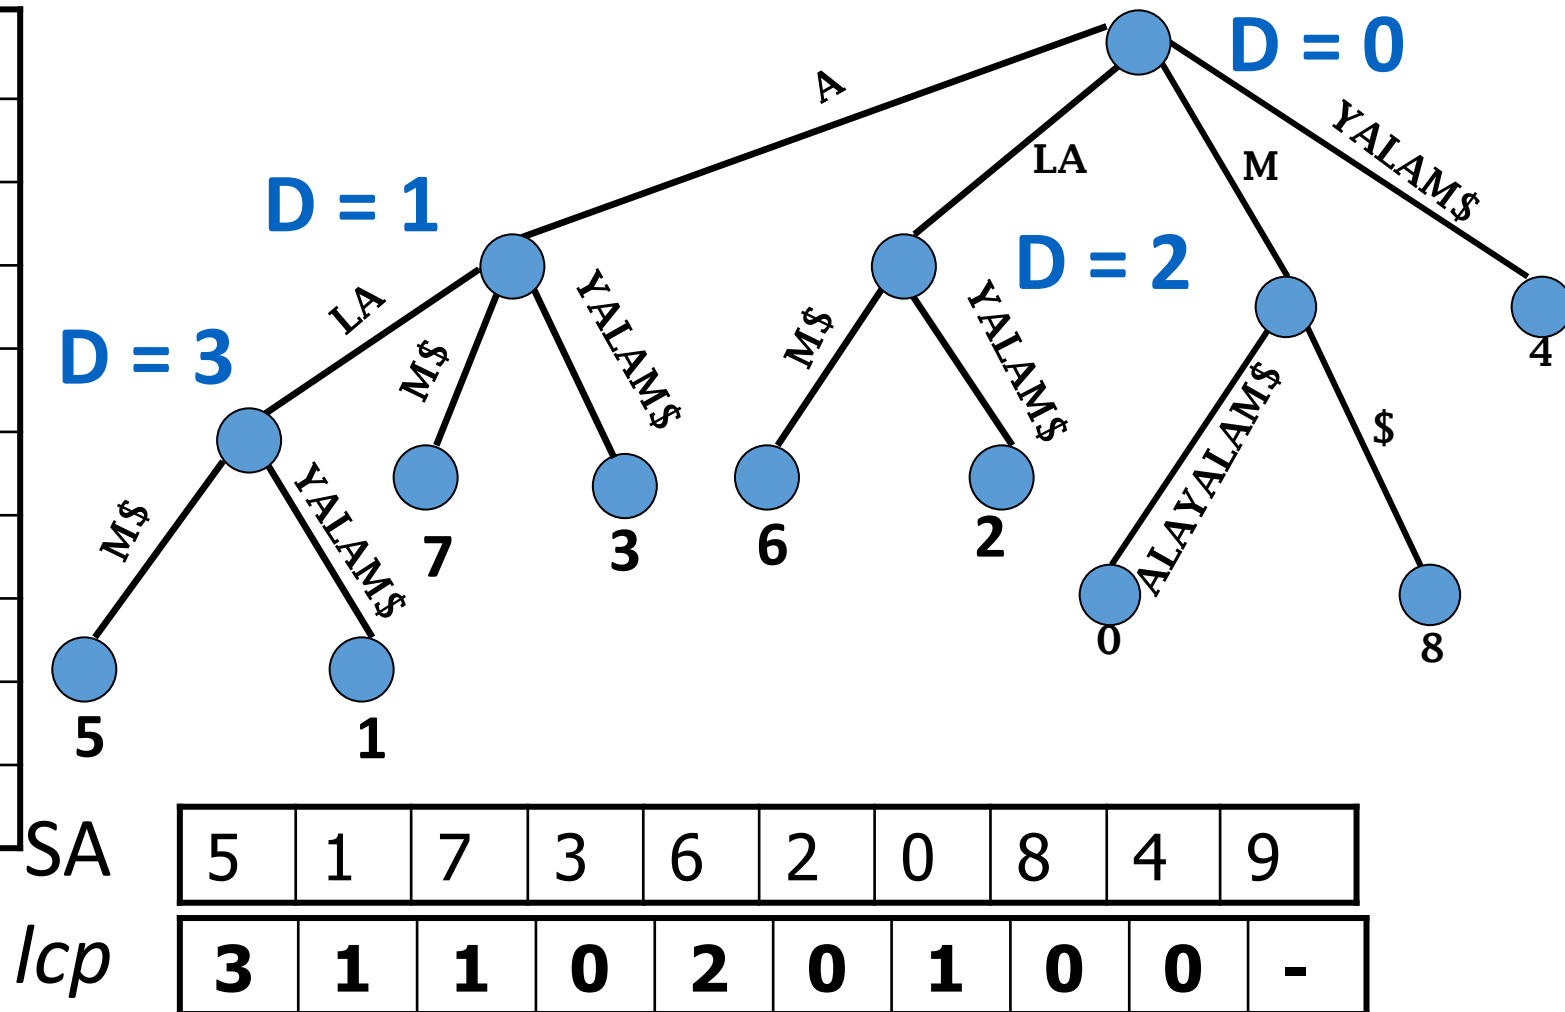 D = 0
A
YALAM$
LA
M
D = 1
D = 2
LA
YALAM$
YALAM$
M$
M$
D = 3
4
ALAYALAM$
$
YALAM$
M$
7
3
6
2
0
8
5
1
SA 5 1 7 3 6 2 0 8 4 9
lcp 3 1 1 0 2 0 1 0 0 -